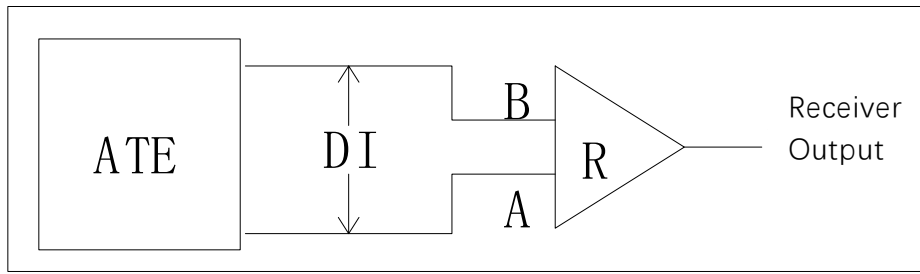 ATE
DI
B
A
R
Receiver
Output